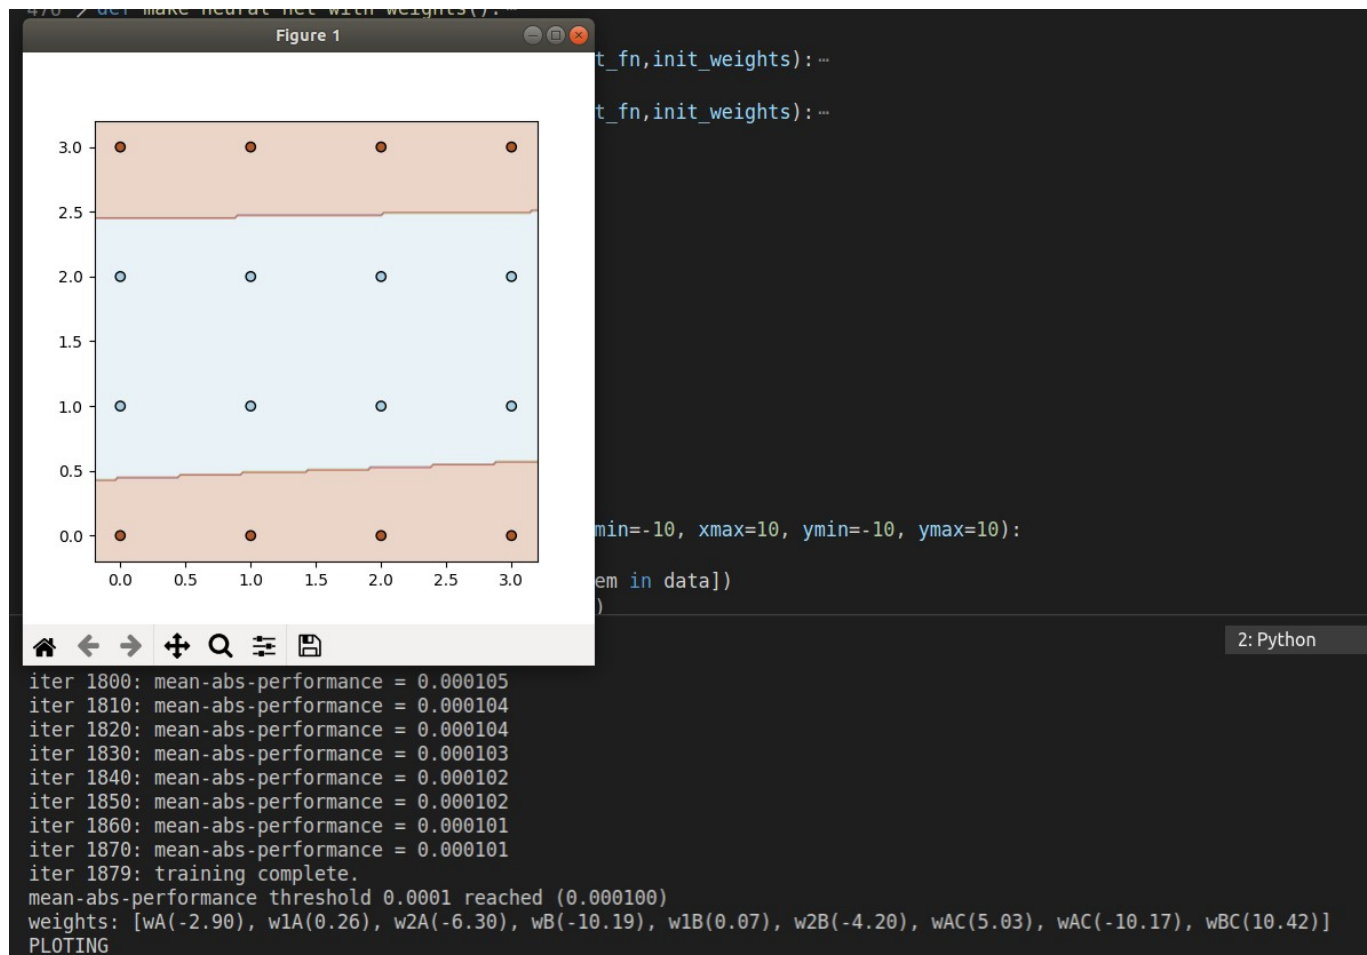 476 > def make neural net with weights():…
Figure 1
t_fn,init_weights):…
t_fn,init_weights):…
3.0
2.5
2.0
1.5
1.0
0.5
0.0
0.0 0.5 1.0 1.5 2.0 2.5 3.0
min=-10, xmax=10, ymin=-10, ymax=10):
em in data])
)
2: Python
iter 1800: mean-abs-performance = 0.000105
iter 1810: mean-abs-performance = 0.000104
iter 1820: mean-abs-performance = 0.000104
iter 1830: mean-abs-performance = 0.000103
iter 1840: mean-abs-performance = 0.000102
iter 1850: mean-abs-performance = 0.000102
iter 1860: mean-abs-performance = 0.000101
iter 1870: mean-abs-performance = 0.000101
iter 1879: training complete.
mean-abs-performance threshold 0.0001 reached (0.000100)
weights: [wA(-2.90), w1A(0.26), w2A(-6.30), wB(-10.19), w1B(0.07), w2B(-4.20), wAC(5.03), wAC(-10.17), wBC(10.42)]
PLOTING